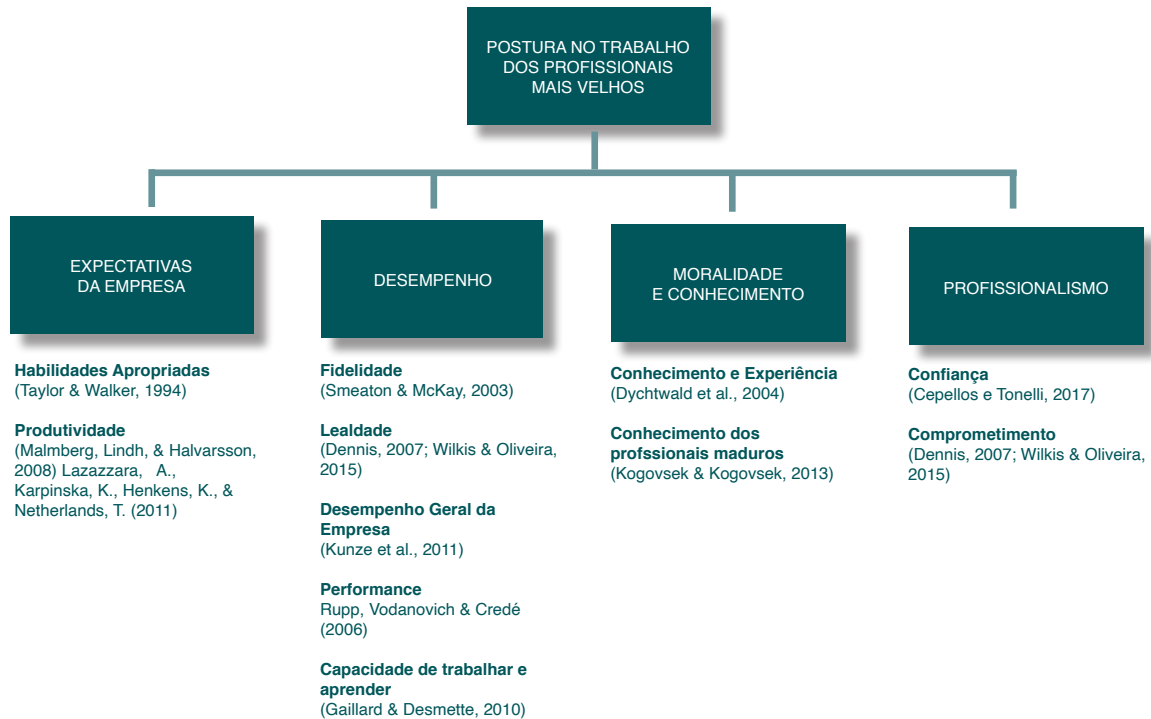 POSTURA NO TRABALHO
DOS PROFISSIONAIS
MAIS VELHOS
EXPECTATIVAS
DA EMPRESA
Habilidades Apropriadas
(Taylor & Walker, 1994)
Produtividade
(Malmberg, Lindh, & Halvarsson,
2008) Lazazzara, A.,
Karpinska, K., Henkens, K., &
Netherlands, T. (2011)
DESEMPENHO
Fidelidade
(Smeaton & McKay, 2003)
Lealdade
(Dennis, 2007; Wilkis & Oliveira,
2015)
Desempenho Geral da
Empresa
(Kunze et al., 2011)
Performance
Rupp, Vodanovich & Credé
(2006)
Capacidade de trabalhar e
aprender
(Gaillard & Desmette, 2010)
MORALIDADE
E CONHECIMENTO
Conhecimento e Experiência
(Dychtwald et al., 2004)
Conhecimento dos
profssionais maduros
(Kogovsek & Kogovsek, 2013)
PROFISSIONALISMO
Confiança
(Cepellos e Tonelli, 2017)
Comprometimento
(Dennis, 2007; Wilkis & Oliveira,
2015)